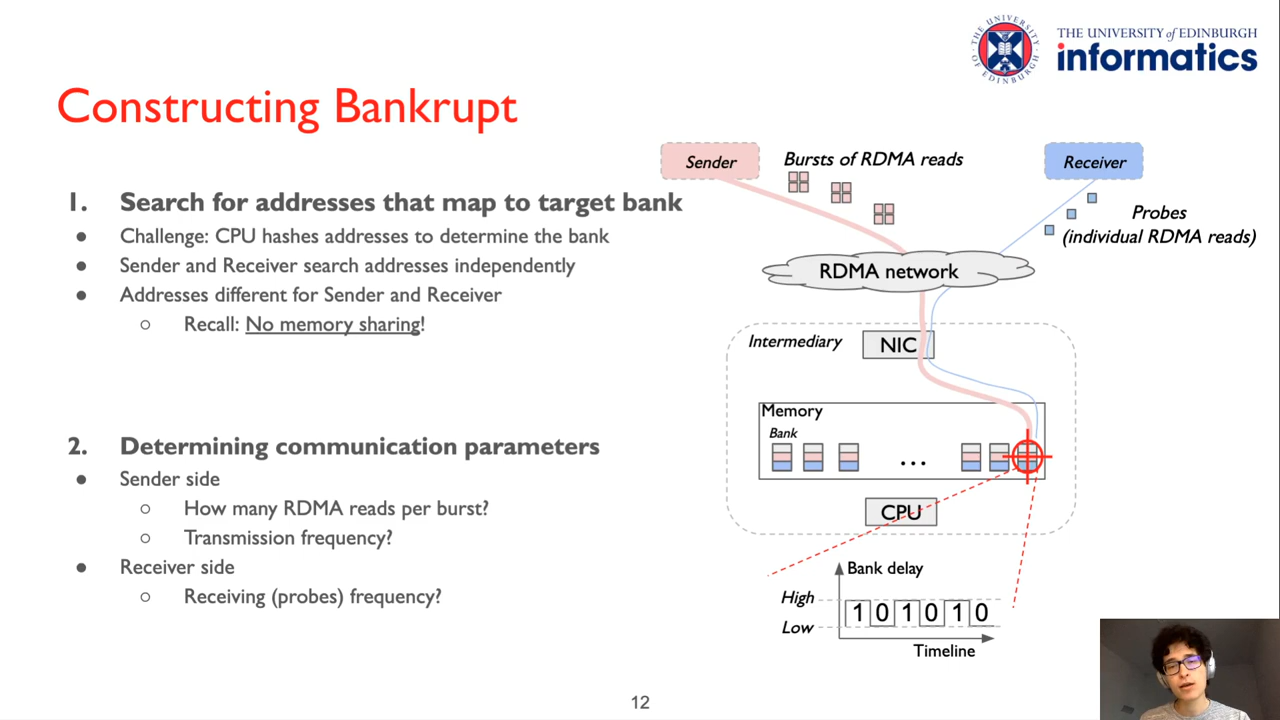 THE UNIVERSITY of EDINBURGH
informatics
Constructing Bankrupt
1. Search for addresses that map to target bank
● Challenge: CPU hashes addresses to determine the bank
● Sender and Receiver search addresses independently
● Addresses different for Sender and Receiver
○ Recall: No memory sharing!
2. Determining communication parameters
● Sender side
○ How many RDMA reads per burst?
○ Transmission frequency?
● Receiver side
○ Receiving (probes) frequency?
Sender
Bursts of RDMA reads
Receiver
Probes
(individual RDMA reads)
RDMA network
Intermediary
NIC
Memory
Bank
...
CPU
Bank delay
High
1 0 1 0 1 0
Low
Timeline
12